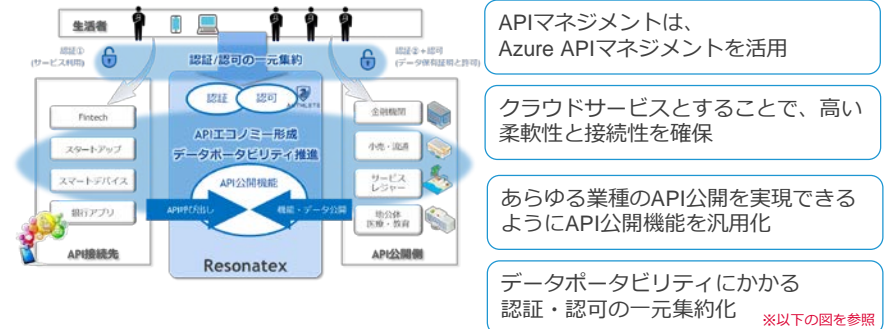 生活者
認証①
(サービス利用)
認証/認可の一元集約
認証②+認可
(データ保有証明と許可)
認証
認可
AUTHLETE
Fintech
スタートアップ
スマートデバイス
銀行アプリ
API接続先
APIエコノミー形成
データポータビリティ推進
API公開機能
API呼び出し
機能・データ公開
Resonatex
金融機関
小売・流通
サービス
レジャー
地公体
医療・教育
API公開側
APIマネジメントは、
Azure APIマネジメントを活用
クラウドサービスとすることで、高い
柔軟性と接続性を確保
あらゆる業種のAPI公開を実現できる
ようにAPI公開機能を汎用化
データポータビリティにかかる
認証・認可の一元集約化
※以下の図を参照